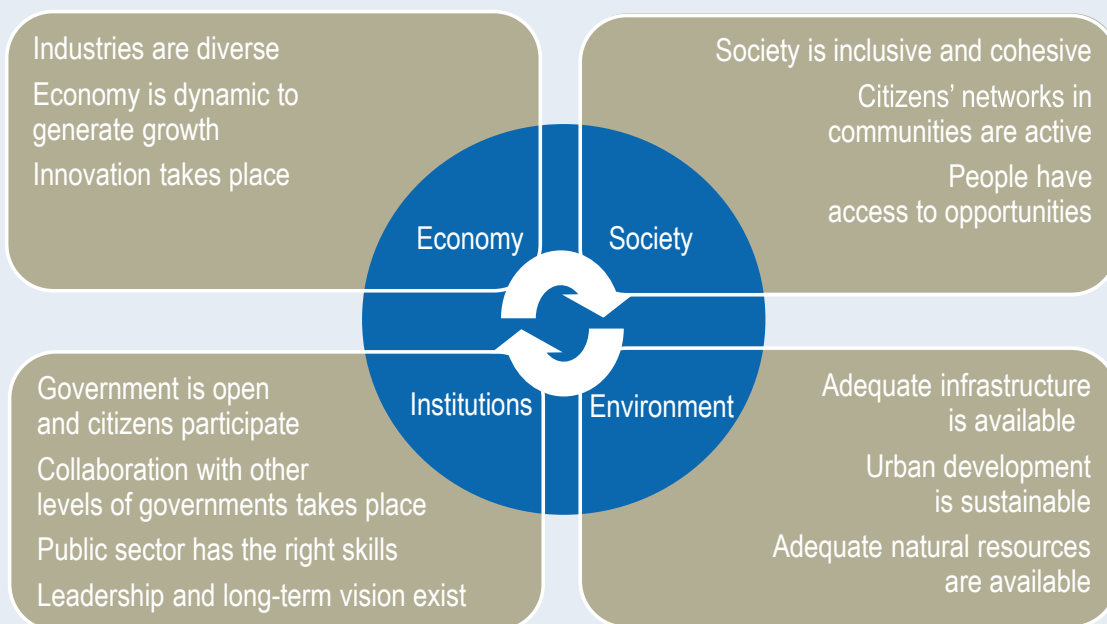 Industries are diverse
Economy is dynamic to
generate growth
Innovation takes place
Society is inclusive and cohesive
Citizens’ networks in
communities are active
People have
access to opportunities
Economy
Society
Institutions
Environment
Government is open
and citizens participate
Collaboration with other
levels of governments takes place
Public sector has the right skills
Leadership and long-term vision exist
Adequate infrastructure
is available
Urban development
is sustainable
Adequate natural resources
are available